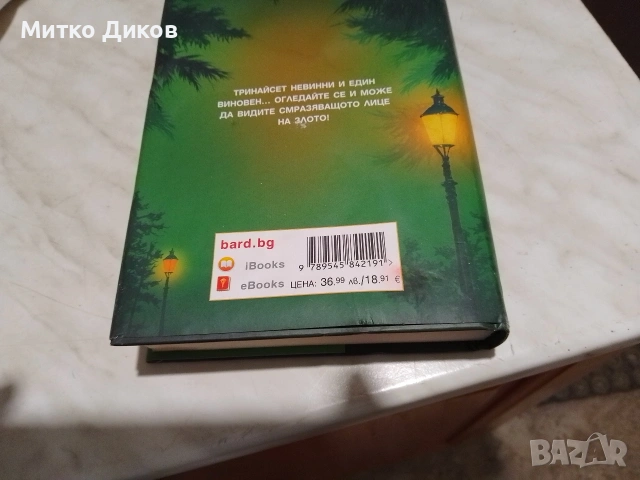 Митко Диков
ТРИНАЙСЕТ НЕВИННИ И ЕДИН
ВИНОВЕН... ОГЛЕДАЙТЕ СЕ И МОЖЕ
ДА ВИДИТЕ СМРАЗЯВАЩОТО ЛИЦЕ
НА ЗЛОТО!
bard.bg
iBooks
eBooks
9 789545 842191 >
ЦЕНА: 36.99 лв./18.91 €
BAZAR